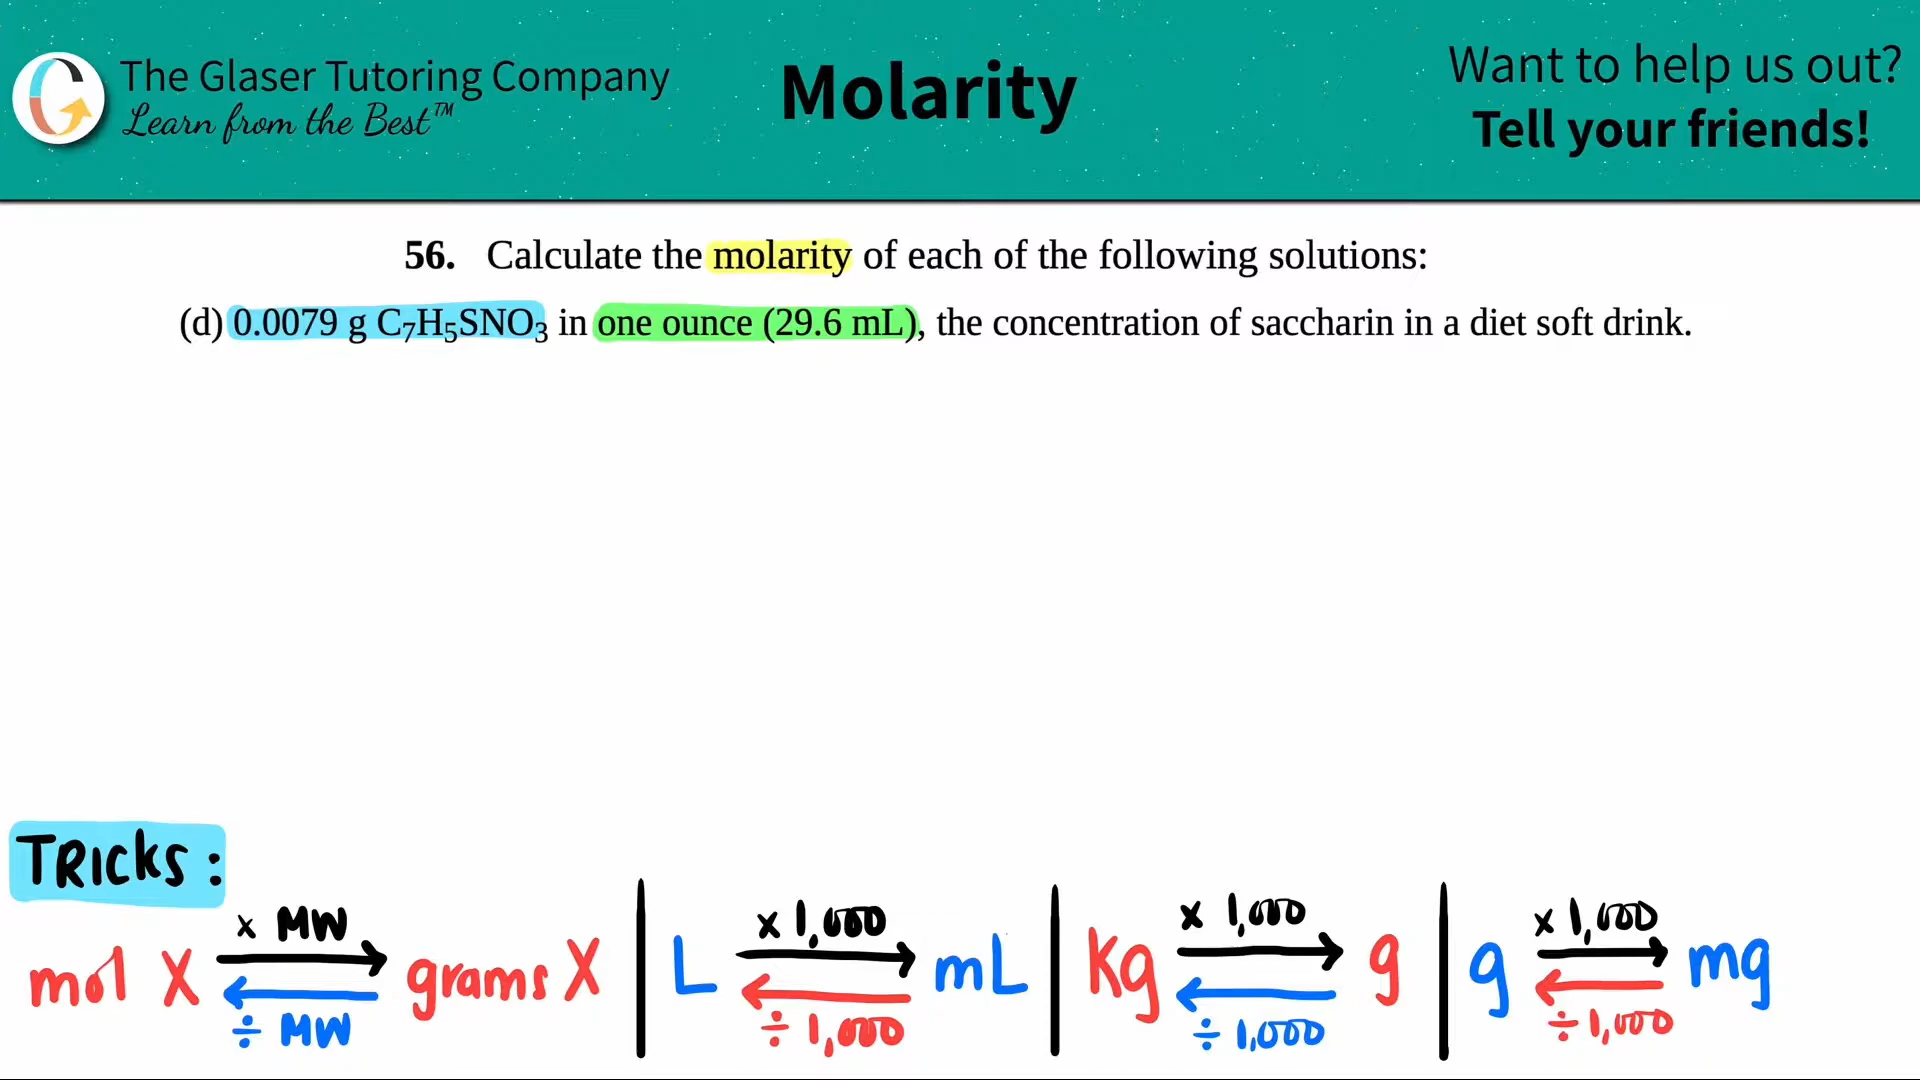 The Glaser Tutoring Company
Learn from the Best™
Molarity
Want to help us out?
Tell your friends!
56. Calculate the molarity of each of the following solutions:
(d) 0.0079 g C₇H₅SNO₃ in one ounce (29.6 mL), the concentration of saccharin in a diet soft drink.
TRICKS:
x MW
mol X grams X
÷ MW
x 1,000
L mL
÷ 1,000
x 1,000
Kg g
÷ 1,000
x 1,000
g mg
÷ 1,000